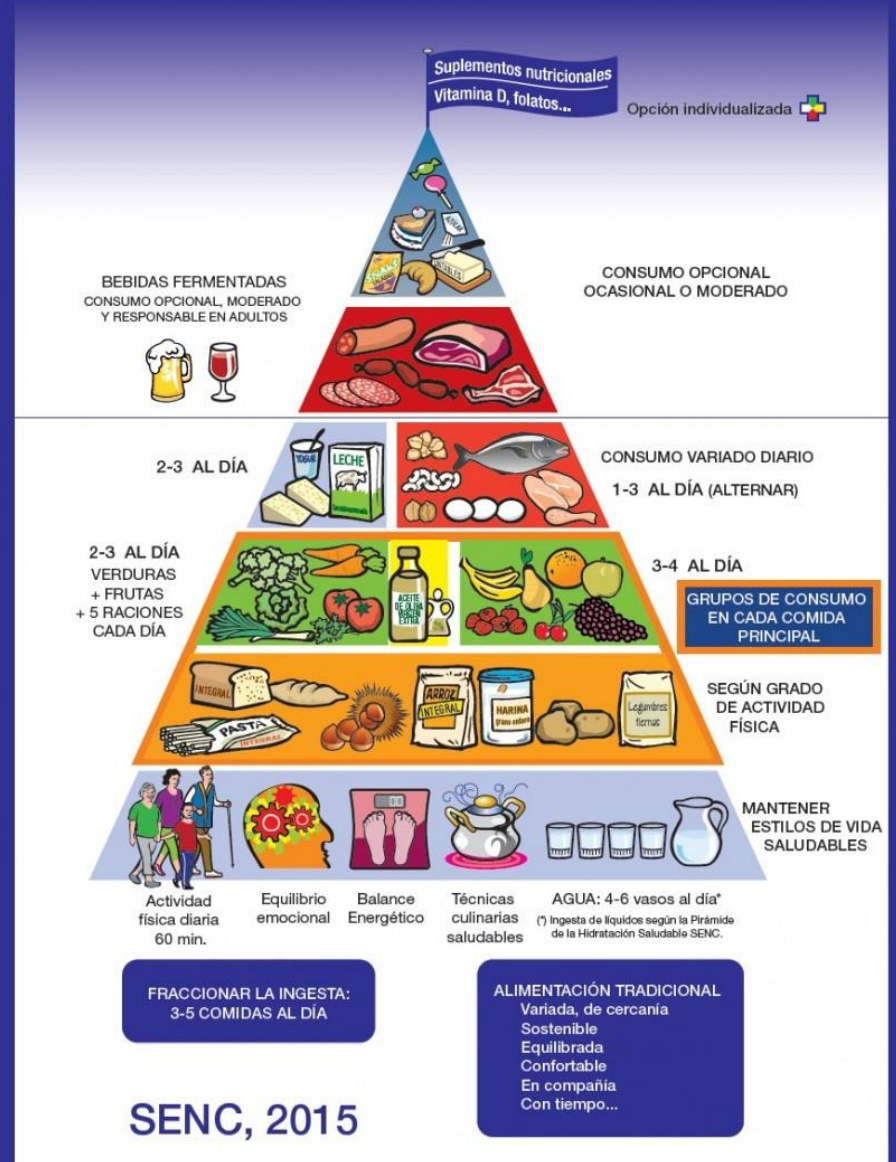 Suplementos nutricionales
Vitamina D, folatos...
Opción individualizada
AZÚCAR
SNAKS
UNTABLES
BEBIDAS FERMENTADAS
CONSUMO OPCIONAL, MODERADO
Y RESPONSABLE EN ADULTOS
CONSUMO OPCIONAL
OCASIONAL O MODERADO
2-3 AL DÍA
YOGUR
LECHE
CONSUMO VARIADO DIARIO
1-3 AL DÍA (ALTERNAR)
2-3 AL DÍA
VERDURAS
+ FRUTAS
+ 5 RACIONES
CADA DÍA
ACEITE
DE OLIVA
VIRGEN
EXTRA
3-4 AL DÍA
GRUPOS DE CONSUMO
EN CADA COMIDA
PRINCIPAL
INTEGRAL
PASTA
INTEGRAL
ARROZ
INTEGRAL
HARINA
grano entero
Legumbres
tiernas
SEGÚN GRADO
DE ACTIVIDAD
FÍSICA
MANTENER
ESTILOS DE VIDA
SALUDABLES
Actividad
física diaria
60 min.
Equilibrio
emocional
Balance
Energético
Técnicas
culinarias
saludables
AGUA: 4-6 vasos al día*
(*) Ingesta de líquidos según la Pirámide
de la Hidratación Saludable SENC.
FRACCIONAR LA INGESTA:
3-5 COMIDAS AL DÍA
ALIMENTACIÓN TRADICIONAL
Variada, de cercanía
Sostenible
Equilibrada
Confortable
En compañía
Con tiempo...
SENC, 2015